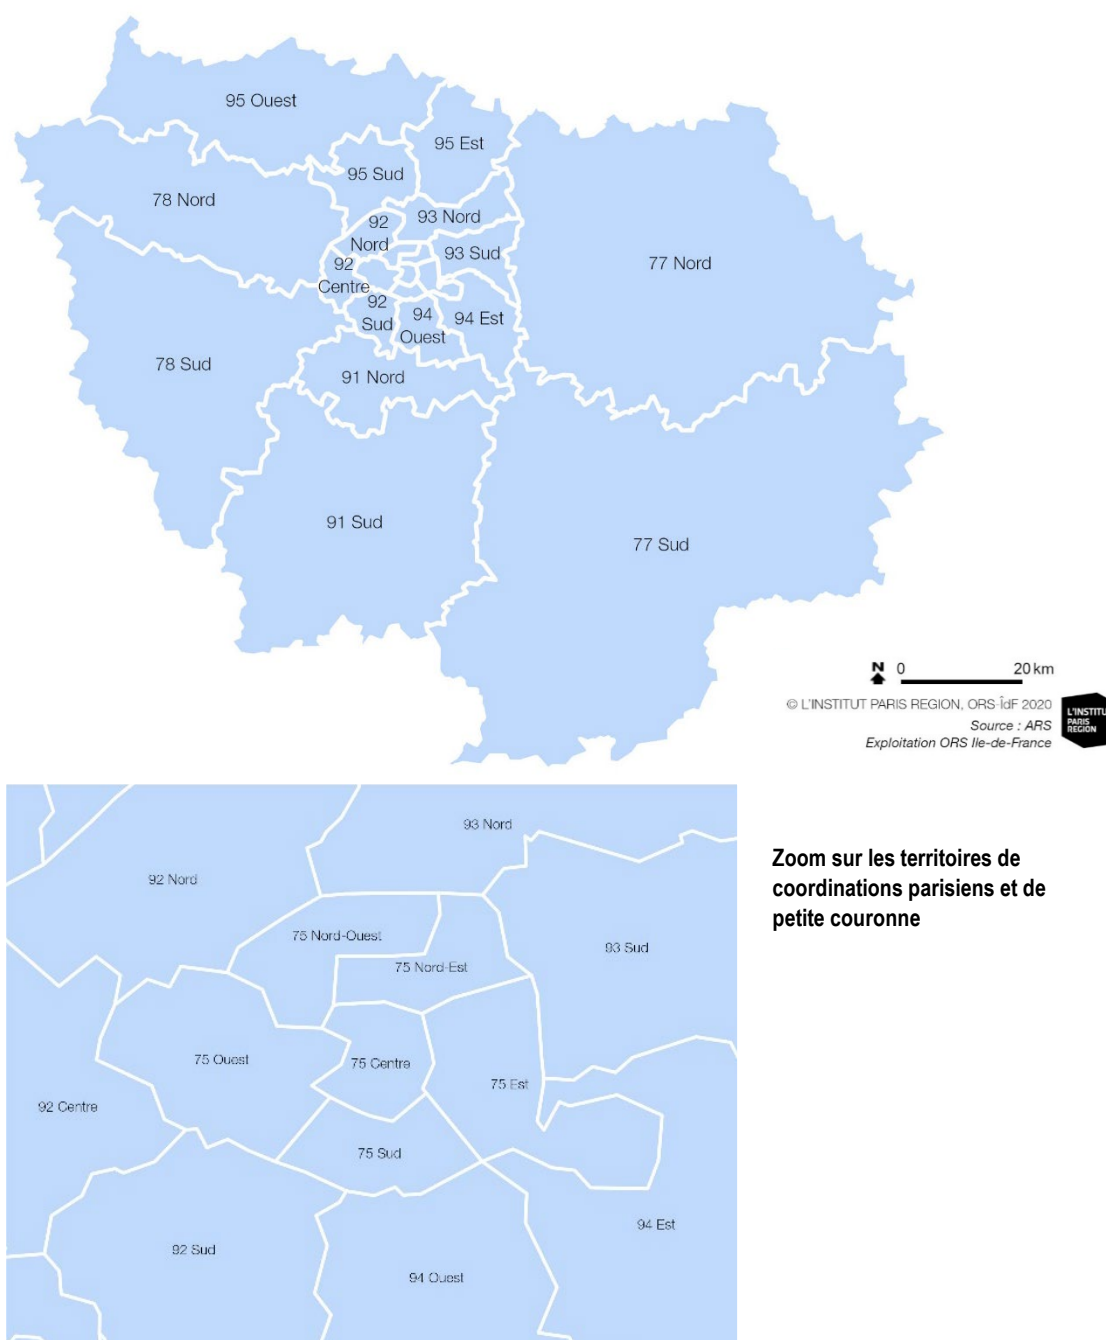 95 Ouest
95 Est
95 Sud
78 Nord
92
Nord
93 Nord
93 Sud
77 Nord
92
Centre
92
Sud
94
Ouest
94 Est
78 Sud
91 Nord
91 Sud
77 Sud
N 0 20 km
© L'INSTITUT PARIS REGION, ORS-ÎdF 2020
Source : ARS
Exploitation ORS Ile-de-France
L'INSTITUT
PARIS
REGION
93 Nord
92 Nord
75 Nord-Ouest
93 Sud
75 Nord-Est
75 Ouest
75 Centre
75 Est
92 Centre
75 Sud
94 Est
92 Sud
94 Ouest
Zoom sur les territoires de
coordinations parisiens et de
petite couronne